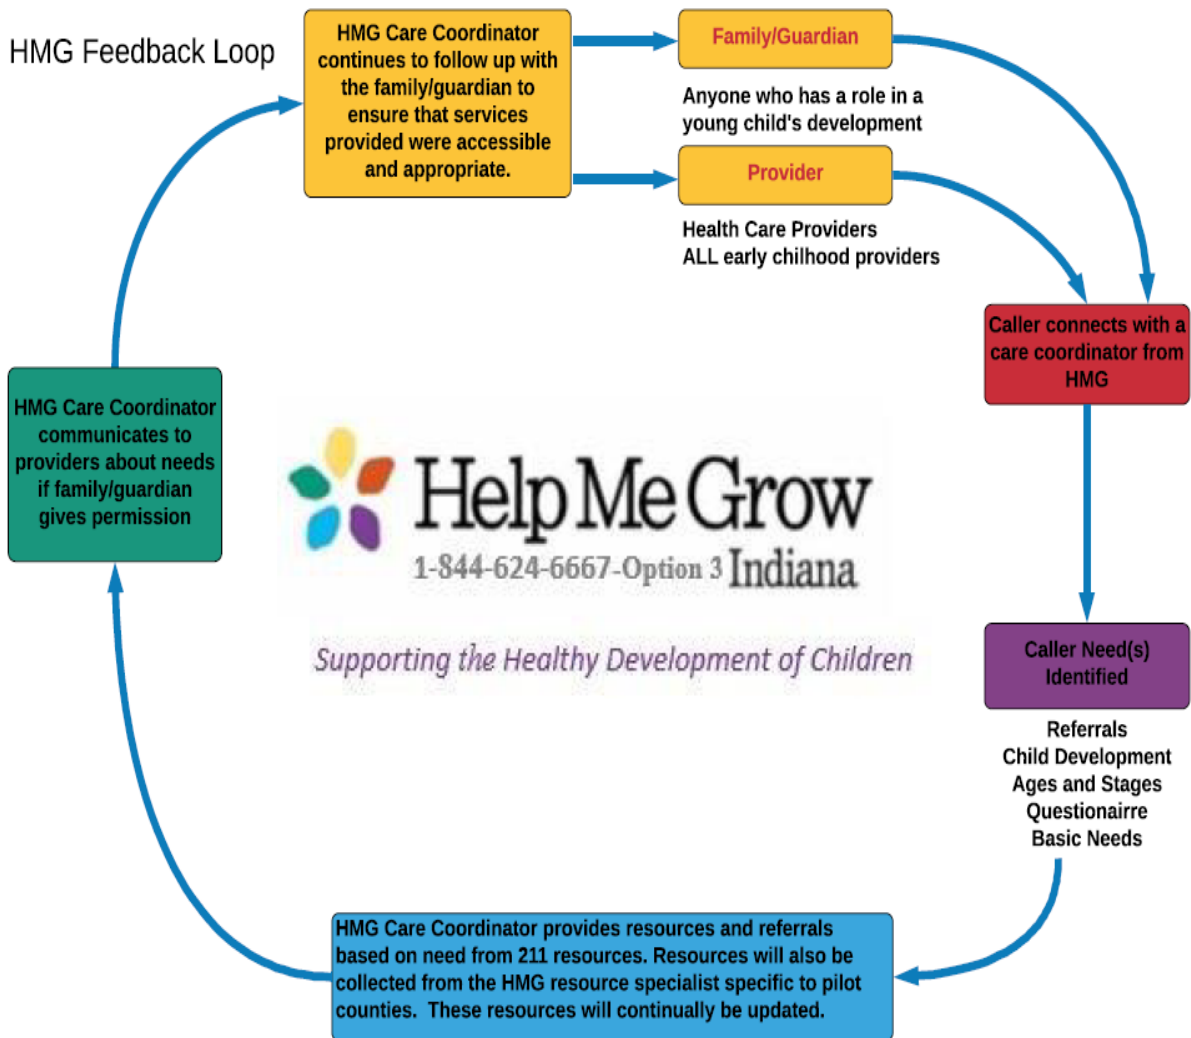 HMG Feedback Loop
HMG Care Coordinator
continues to follow up with
the family/guardian to
ensure that services
provided were accessible
and appropriate.
Family/Guardian
Anyone who has a role in a
young child's development
Provider
Health Care Providers
ALL early chilhood providers
Caller connects with a
care coordinator from
HMG
Caller Need(s)
Identified
Referrals
Child Development
Ages and Stages
Questionairre
Basic Needs
HMG Care Coordinator provides resources and referrals
based on need from 211 resources. Resources will also be
collected from the HMG resource specialist specific to pilot
counties.  These resources will continually be updated.
HMG Care Coordinator
communicates to
providers about needs
if family/guardian
gives permission
Help Me Grow
1-844-624-6667-Option 3 Indiana
Supporting the Healthy Development of Children